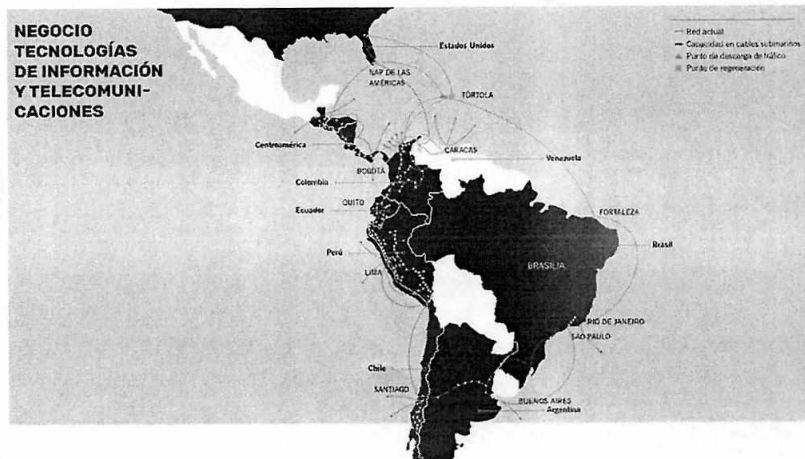 NEGOCIO
TECNOLOGÍAS
DE INFORMACIÓN
Y TELECOMUNI-
CACIONES
Red actual
Capacidad en cables submarinos
Punto de descarga de tráfico
Punto de regeneración
Estados Unidos
NAP DE LAS
AMÉRICAS
TÓRTOLA
Centroamérica
CARACAS
Venezuela
BOGOTÁ
Colombia
QUITO
Ecuador
FORTALEZA
Brasil
Perú
BRASILIA
LIMA
RIO DE JANEIRO
SAO PAULO
Chile
SANTIAGO
BUENOS AIRES
Argentina